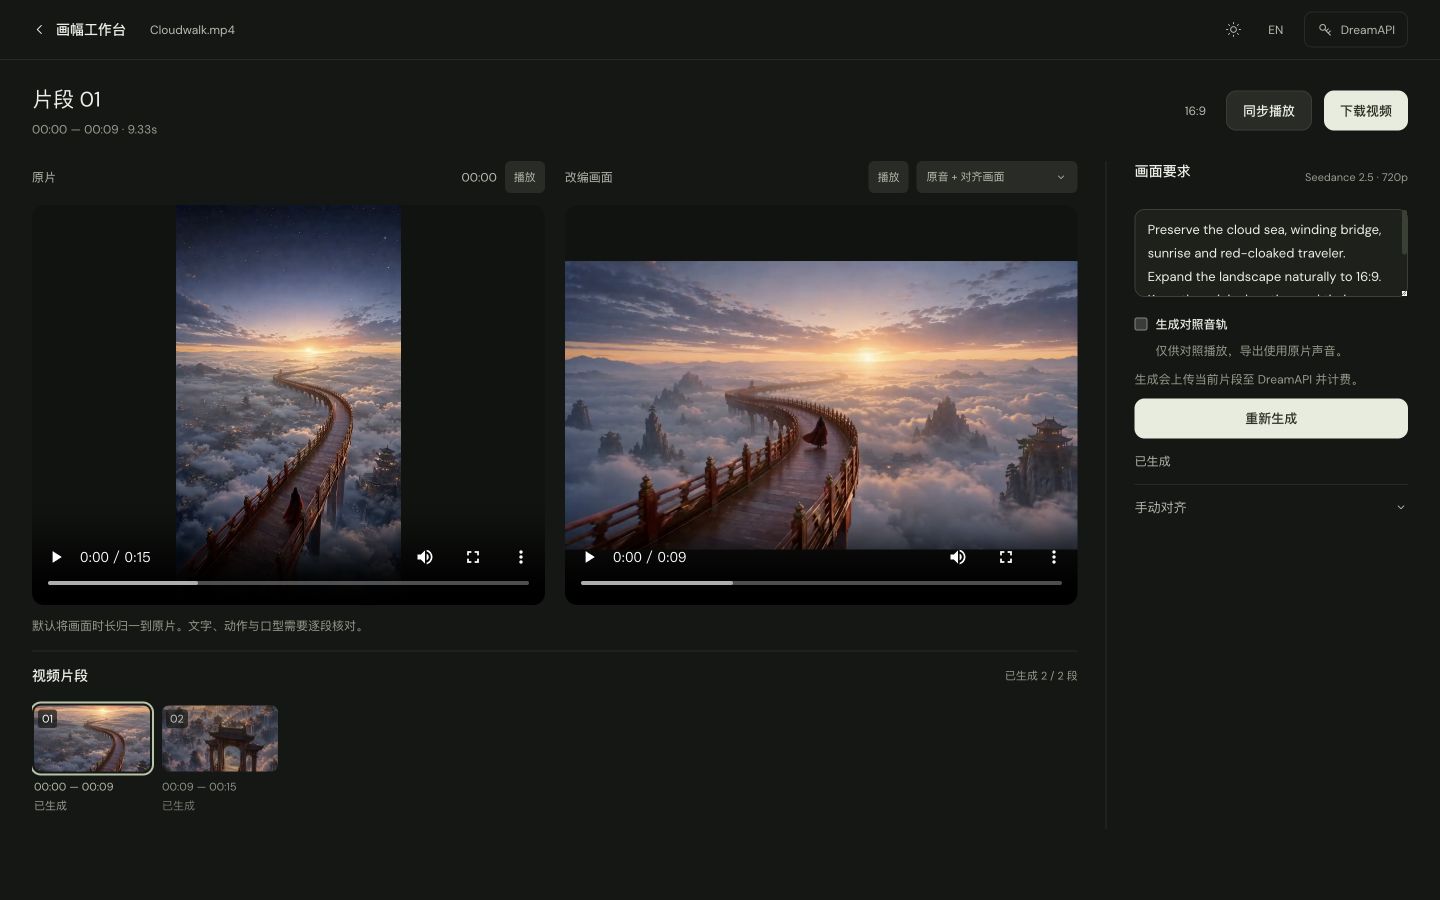 画幅工作台
Cloudwalk.mp4
EN
DreamAPI
片段 01
00:00 — 00:09 · 9.33s
16:9
同步播放
下载视频
原片
00:00
播放
改编画面
播放
原音 + 对齐画面
0:00 / 0:15
0:00 / 0:09
默认将画面时长归一到原片。文字、动作与口型需要逐段核对。
视频片段
已生成 2 / 2 段
01
02
00:00 — 00:09
00:09 — 00:15
已生成
已生成
画面要求
Seedance 2.5 · 720p
Preserve the cloud sea, winding bridge,
sunrise and red-cloaked traveler.
Expand the landscape naturally to 16:9.
生成对照音轨
仅供对照播放，导出使用原片声音。
生成会上传当前片段至 DreamAPI 并计费。
重新生成
已生成
手动对齐